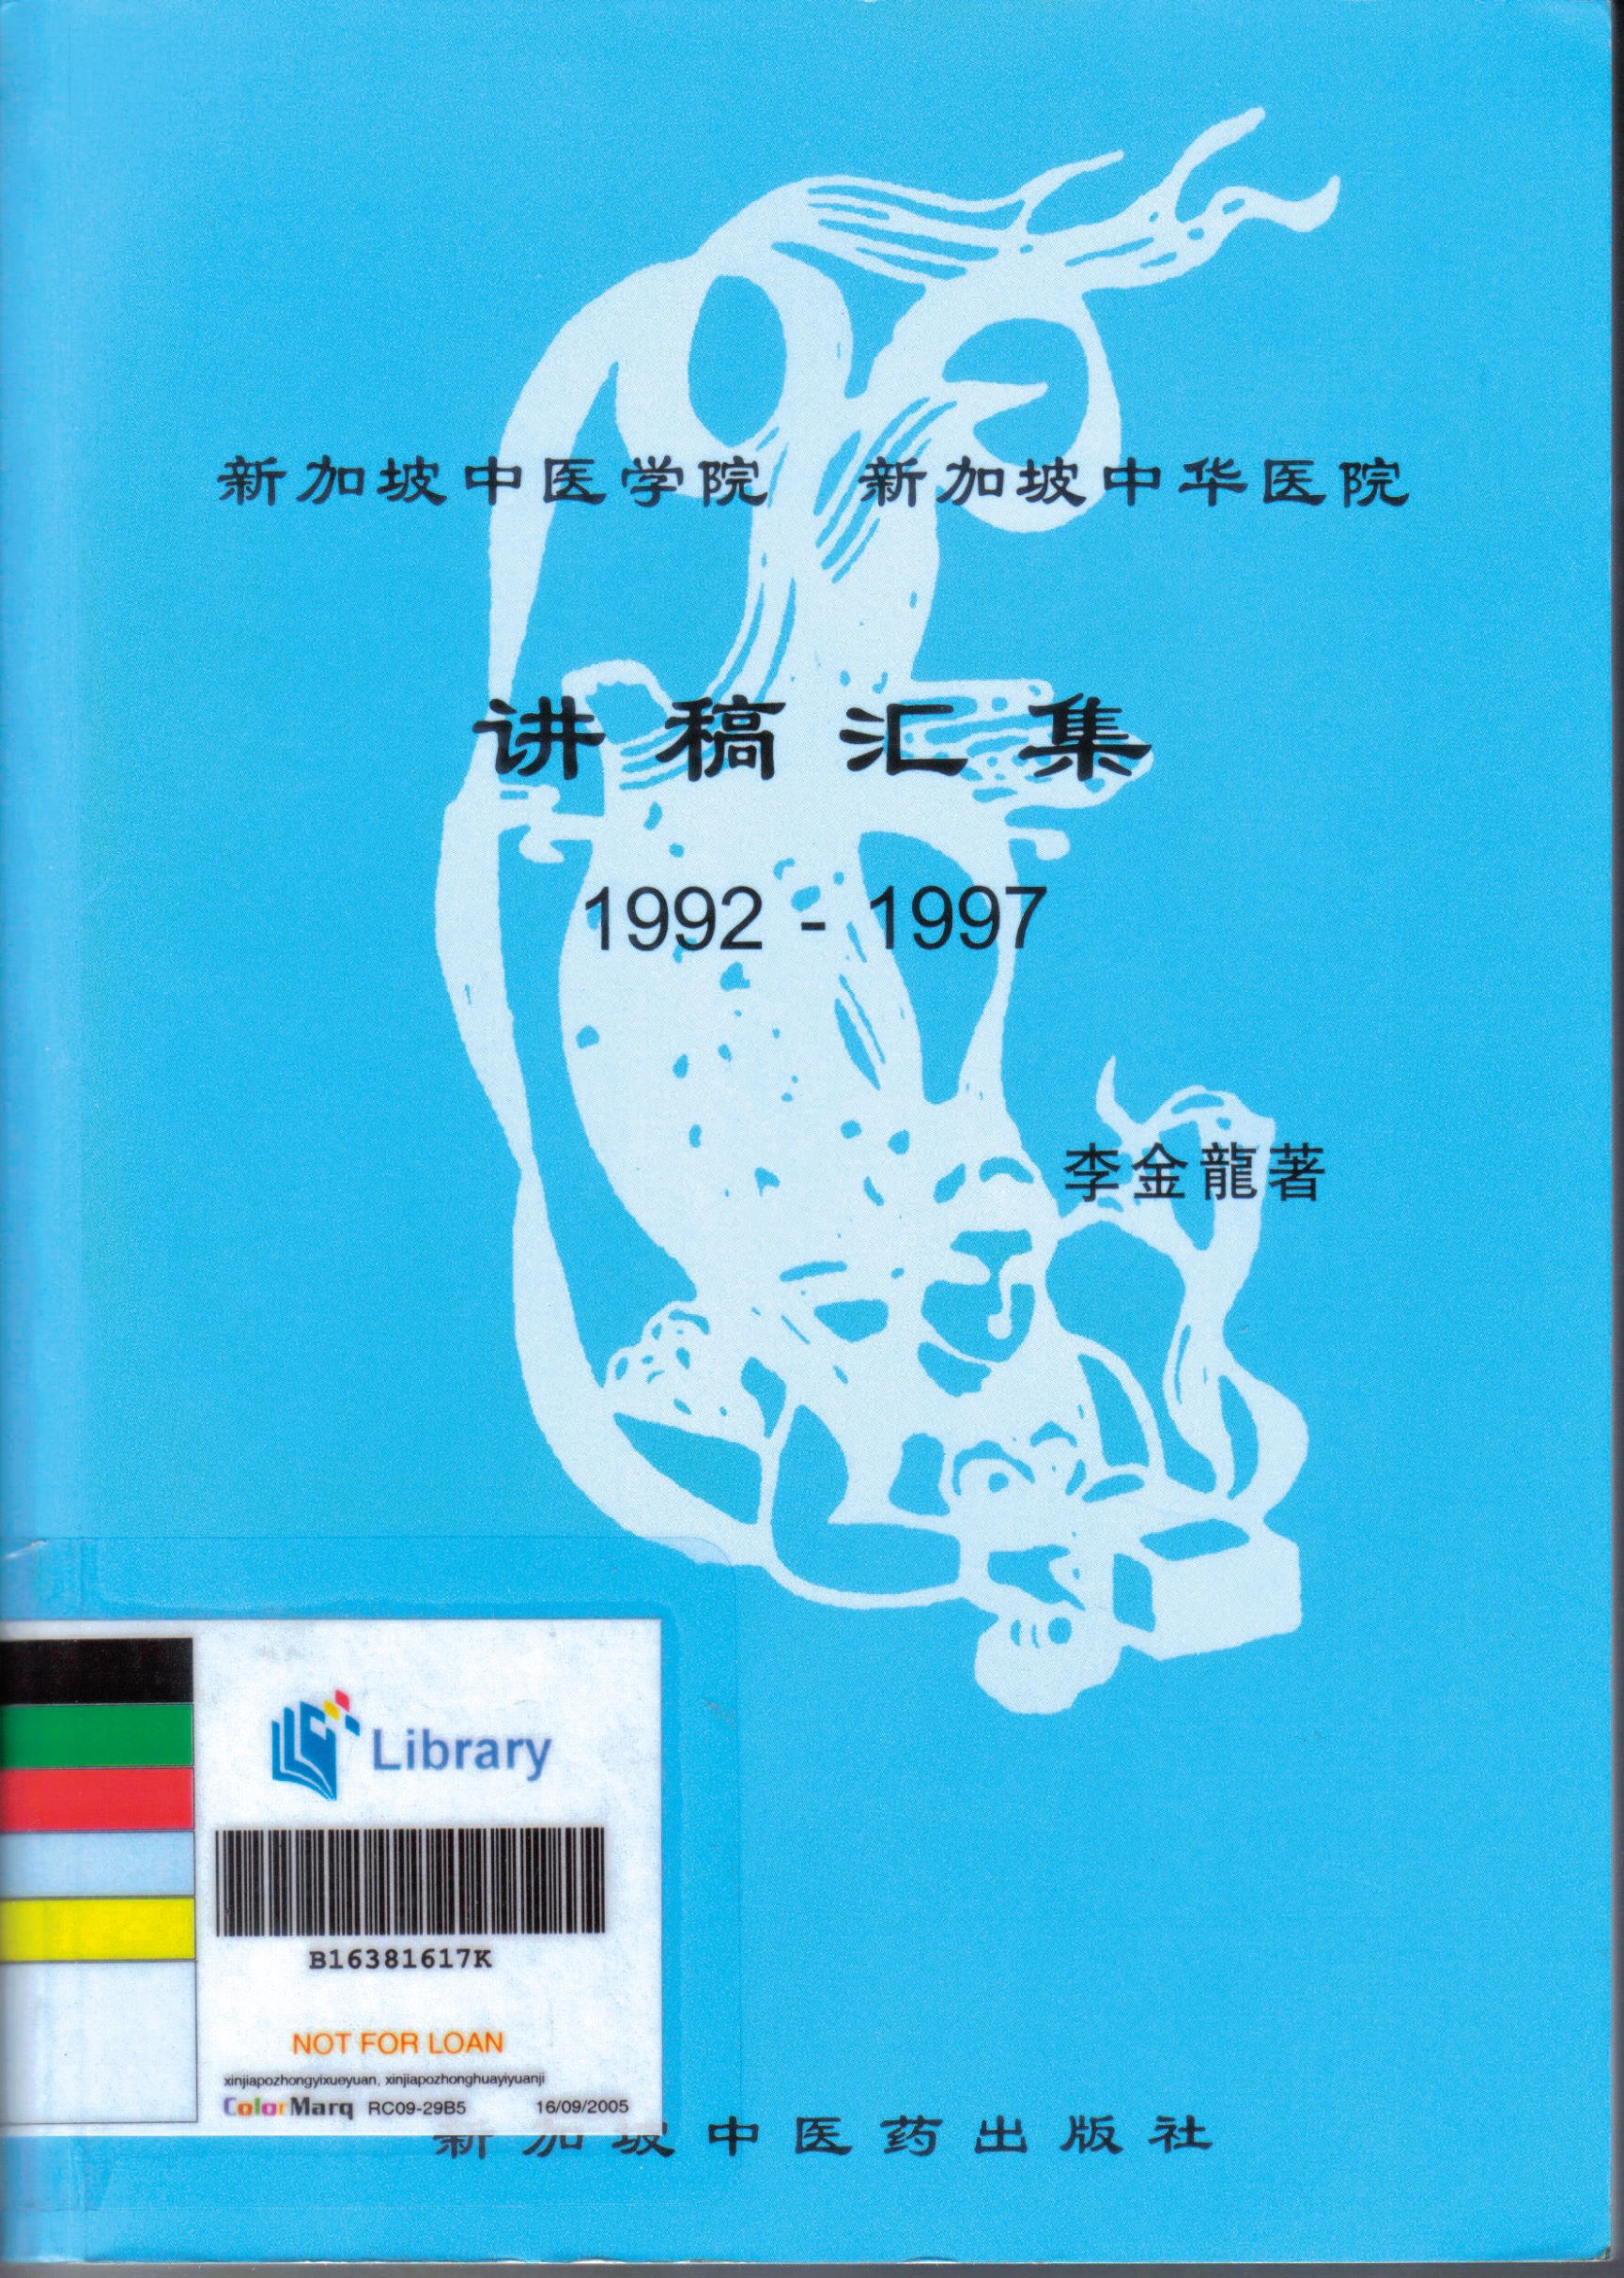 新加坡中医学院 新加坡中华医院
讲稿汇集
1992 - 1997
李金龍著
Library
B16381617K
NOT FOR LOAN
xinjiapozhongyixueyuan, xinjiapozhonghuayiyuanji
ColorMarq RC09-29B5 16/09/2005
新加坡中医药出版社